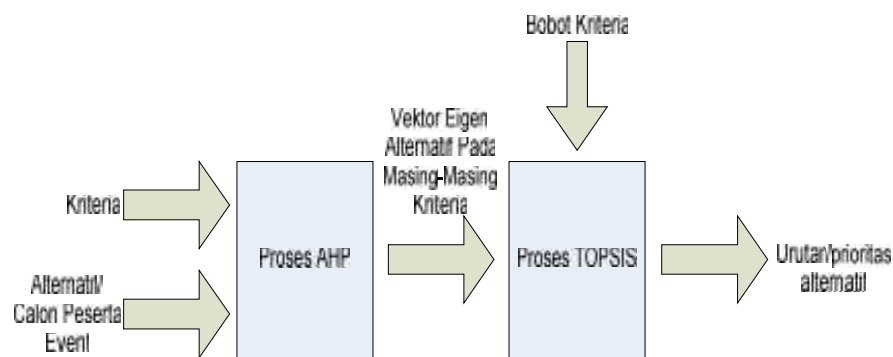 Bobot Kriteria
Vektor Eigen
Alternatif Pada
Masing-Masing
Kriteria
Kriteria
Proses AHP
Proses TOPSIS
Urutan/prioritas
alternatif
Alternatif/
Calon Peserta
Event